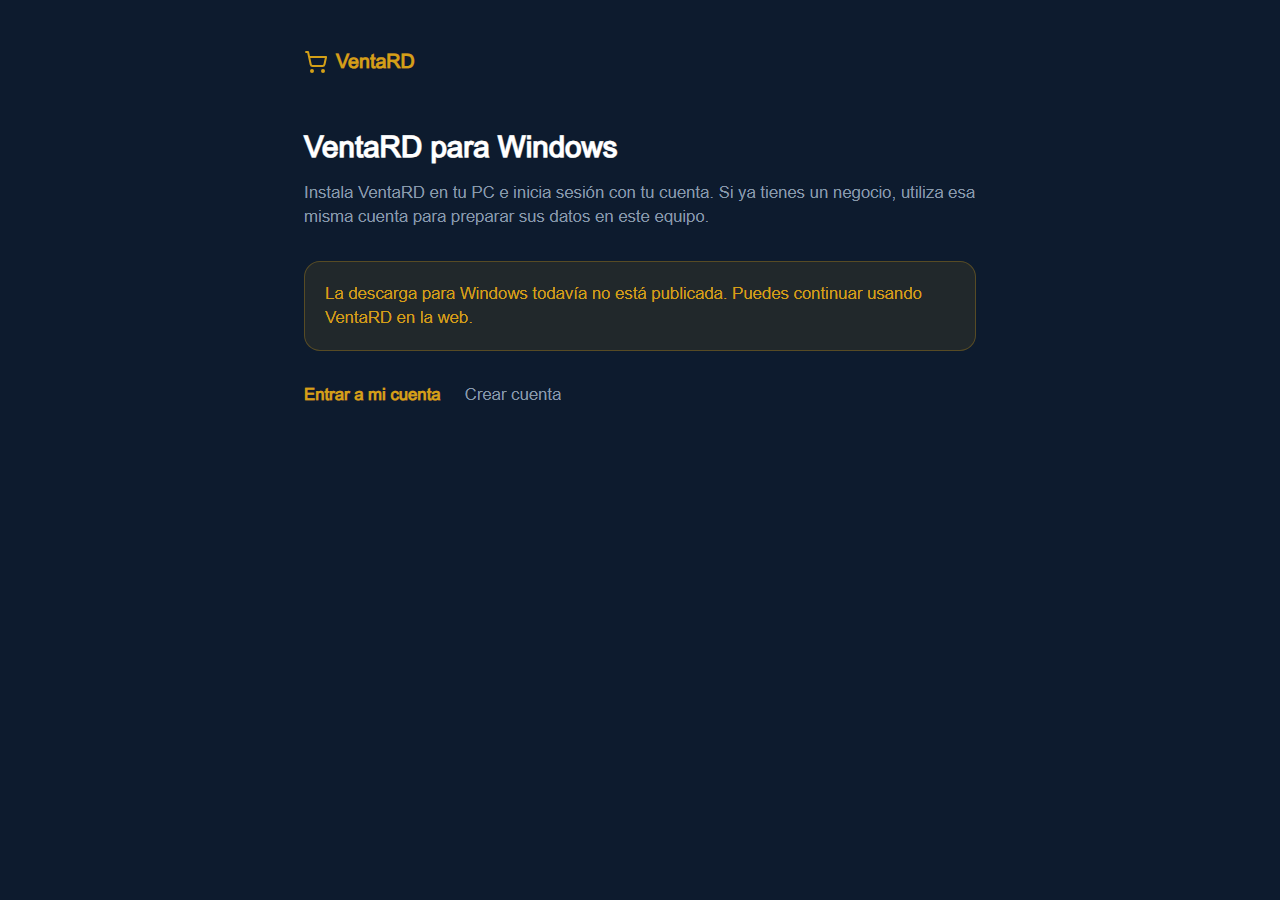 VentaRD
VentaRD para Windows
Instala VentaRD en tu PC e inicia sesión con tu cuenta. Si ya tienes un negocio, utiliza esa
misma cuenta para preparar sus datos en este equipo.
La descarga para Windows todavía no está publicada. Puedes continuar usando
VentaRD en la web.
Entrar a mi cuenta Crear cuenta